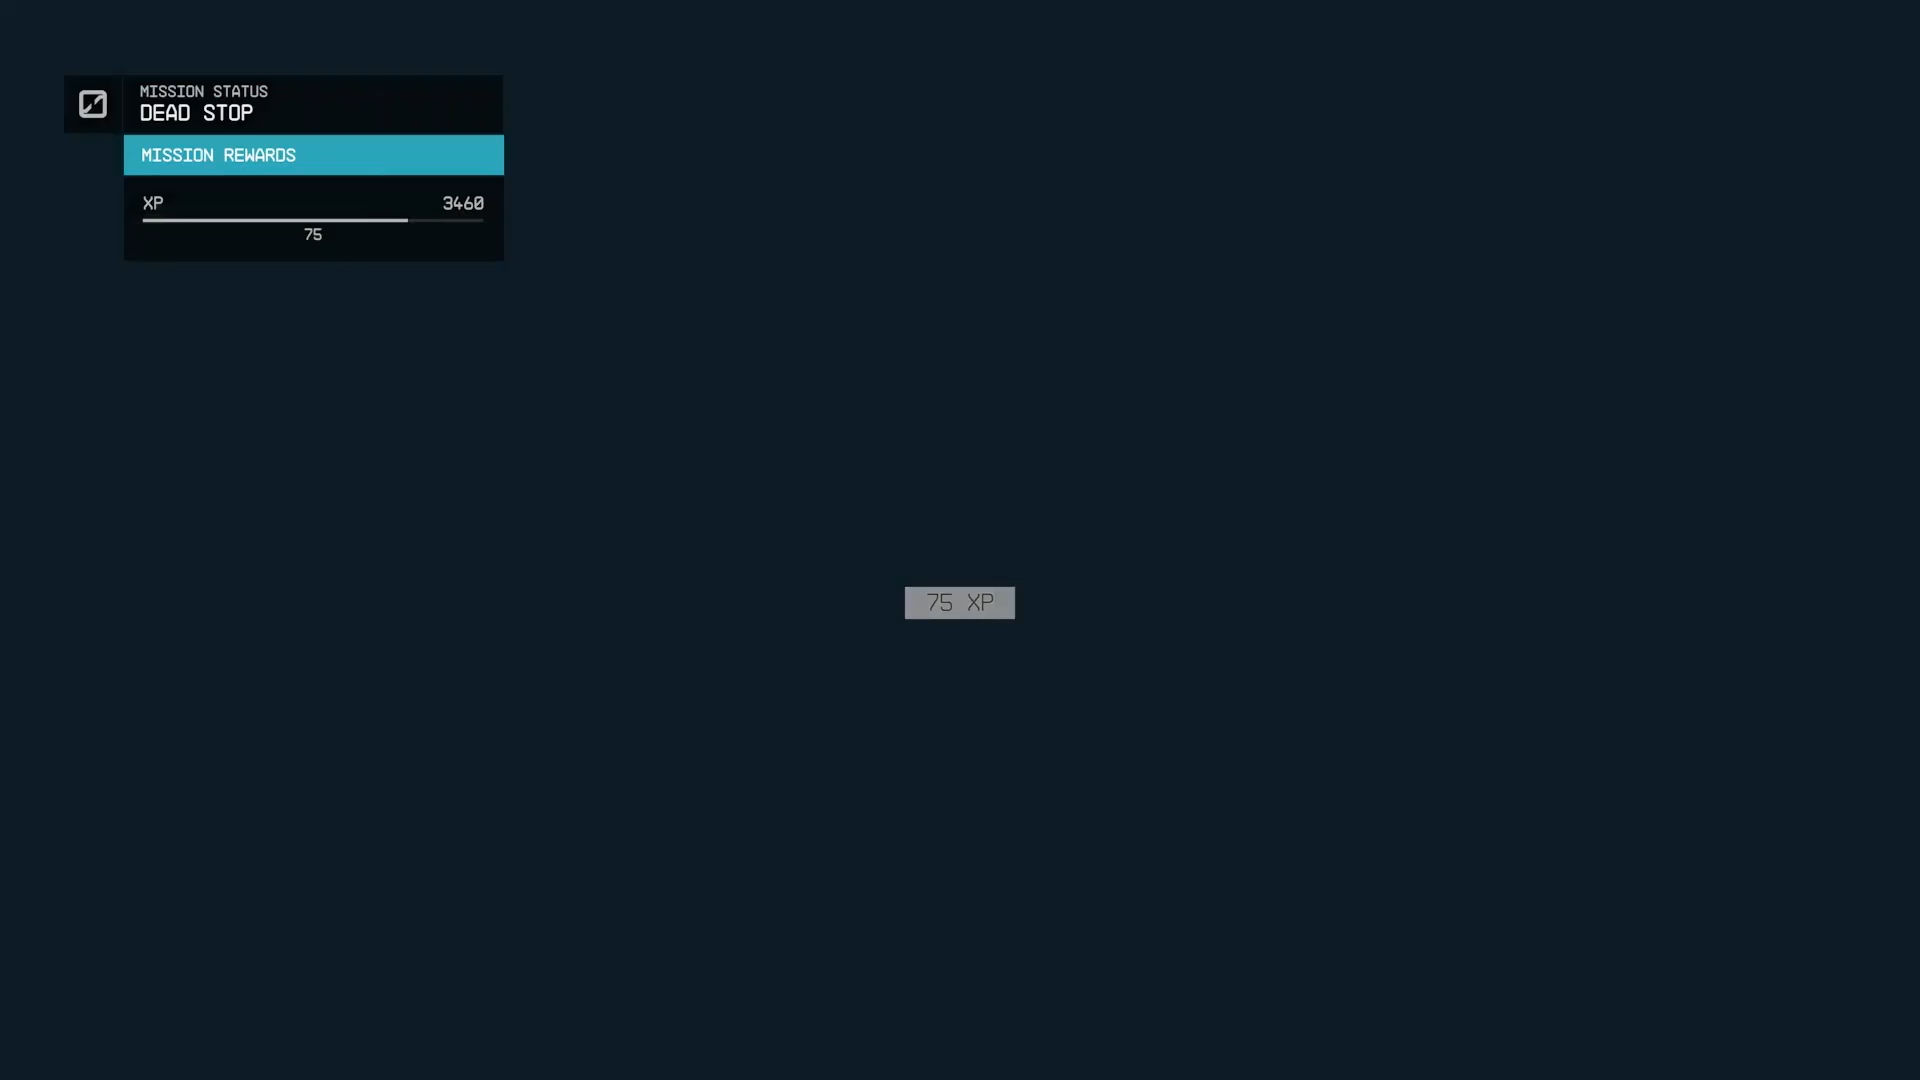 MISSION STATUS
DEAD STOP
MISSION REWARDS
XP 3460
75
75 XP